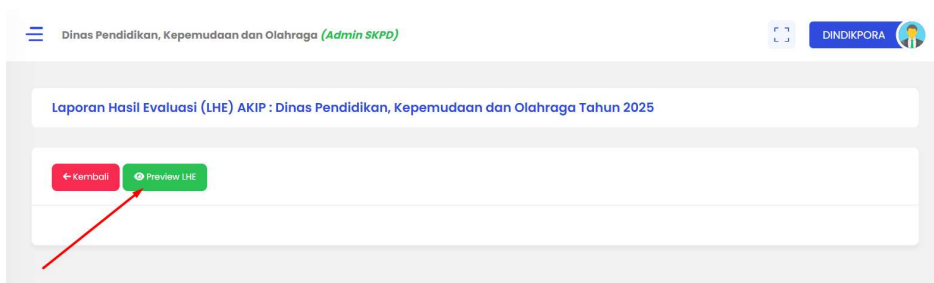 Dinas Pendidikan, Kepemudaan dan Olahraga (Admin SKPD)
DINDIKPORA
Laporan Hasil Evaluasi (LHE) AKIP : Dinas Pendidikan, Kepemudaan dan Olahraga Tahun 2025
Kembali
Preview LHE